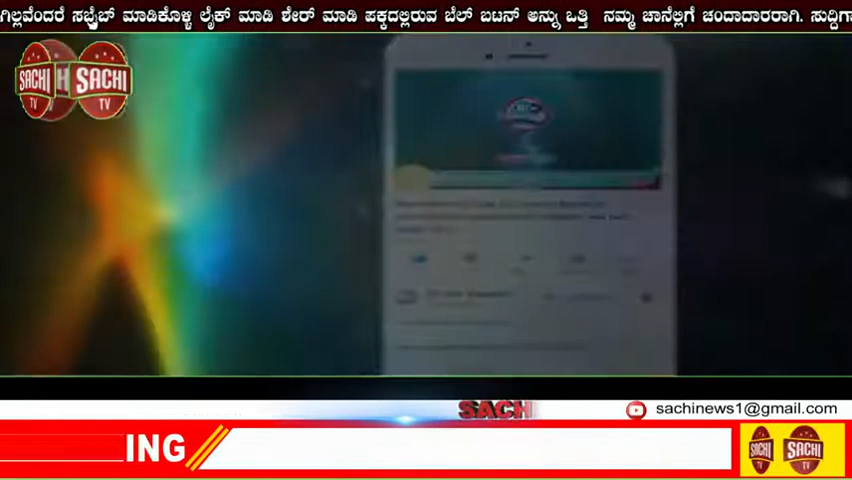 ಗಿಲ್ಲವೆಂದರೆ ಸಬ್ಸ್ರೈಬ್ ಮಾಡಿಕೊಳ್ಳಿ ಲೈಕ್ ಮಾಡಿ ಶೇರ್ ಮಾಡಿ ಪಕ್ಕದಲ್ಲಿರುವ ಬೆಲ್ ಬಟನ್ ಅನ್ನು ಒತ್ತಿ ನಮ್ಮ ಚಾನೆಲ್ಲಿಗೆ ಚಂದಾದಾರರಾಗಿ. ಸುದ್ದಿಗಾ
SACHI TV H SACHI TV
SACH
sachinews1@gmail.com
ING
SACHI TV SACHI TV